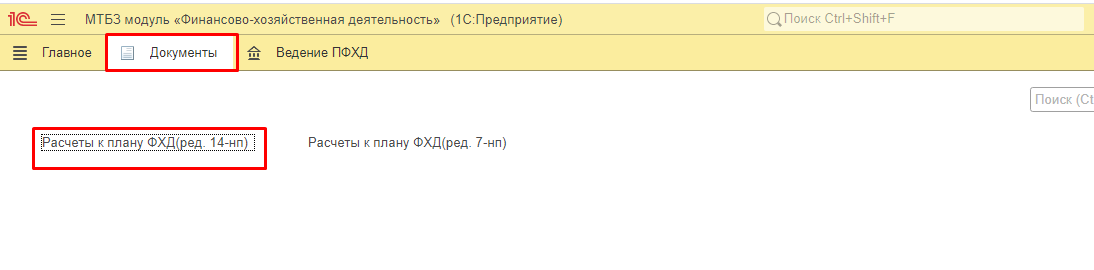 1С МТБЗ модуль «Финансово-хозяйственная деятельность» (1С:Предприятие) Поиск Ctrl+Shift+F
Главное Документы Ведение ПФХД
Поиск (Ct
Расчеты к плану ФХД(ред. 14-нп) Расчеты к плану ФХД(ред. 7-нп)